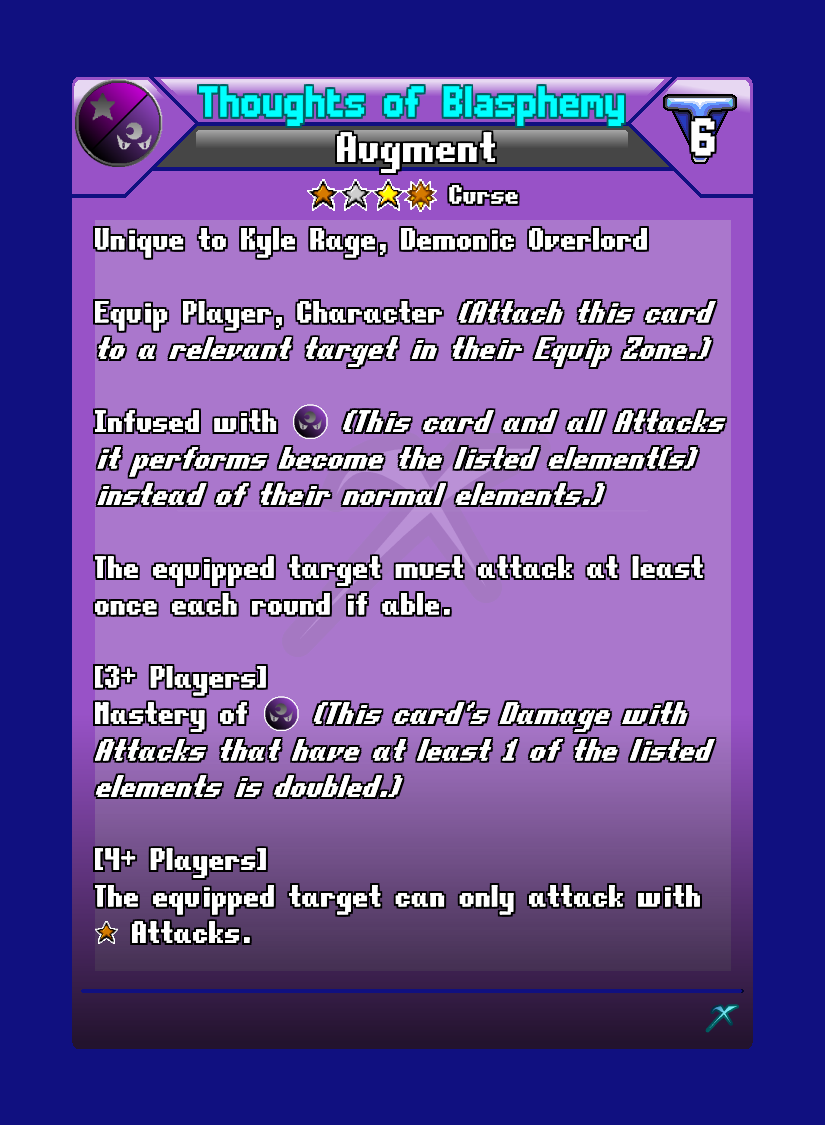 Thoughts of Blasphemy
6
Augment
Curse
Unique to Kyle Rage, Demonic Overlord
Equip Player, Character (Attach this card
to a relevant target in their Equip Zone.)
Infused with (This card and all Attacks
it performs become the listed element(s)
instead of their normal elements.)
The equipped target must attack at least
once each round if able.
[3+ Players]
Mastery of (This card's Damage with
Attacks that have at least 1 of the listed
elements is doubled.)
[4+ Players]
The equipped target can only attack with
Attacks.